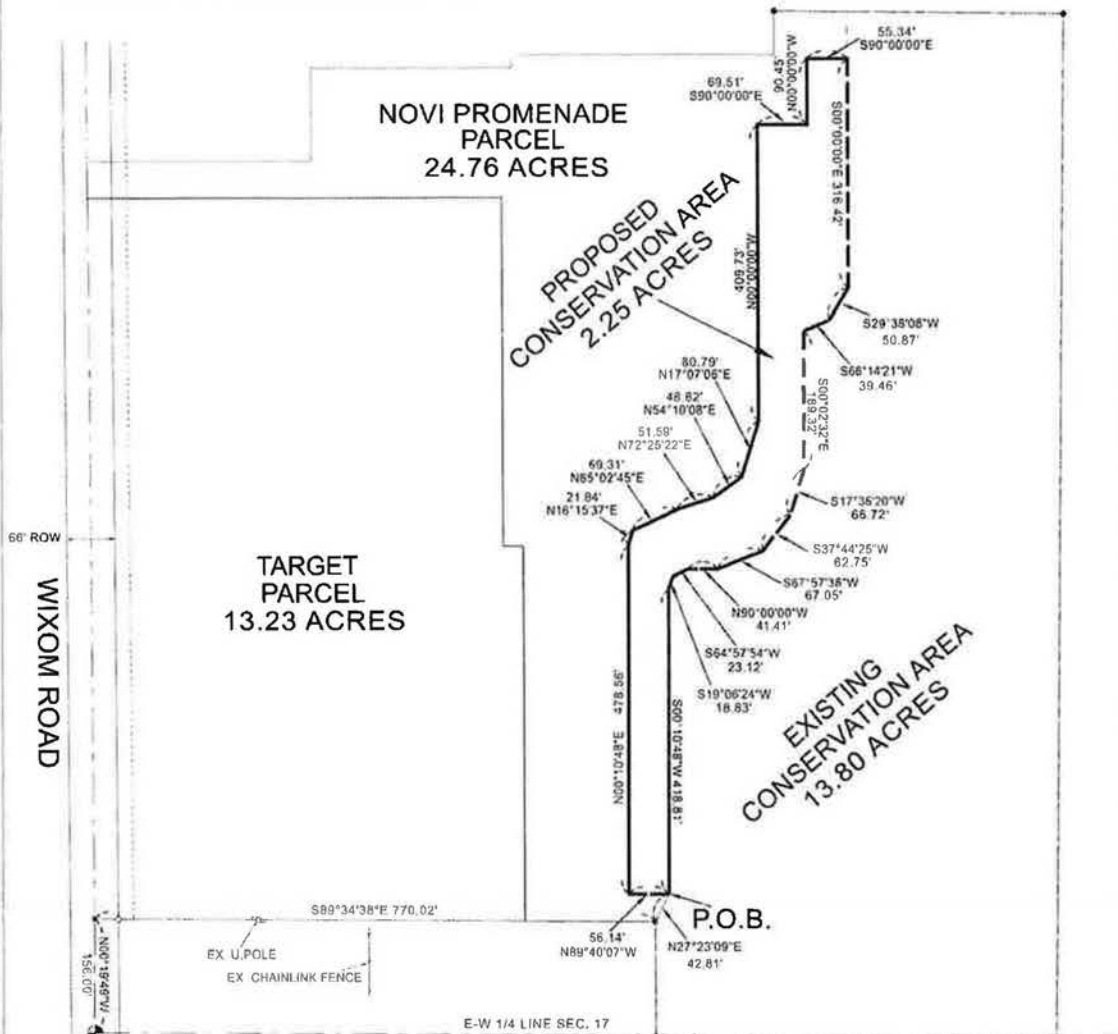 55.34'
S90°00'00"E
90.45'
N00°00'00"W
69.51'
S90°00'00"E
NOVI PROMENADE
PARCEL
24.76 ACRES
S00°00'00"E 316.42'
PROPOSED
CONSERVATION AREA
2.25 ACRES
409.73'
N00°00'00"W
S29°38'08"W
50.87'
S66°14'21"W
39.46'
80.79'
N17°07'06"E
48.82'
N54°10'08"E
51.59'
N72°25'22"E
69.31'
N65°02'45"E
21.84'
N16°15'37"E
S00°02'32"E
189.32'
S17°36'20"W
66.72'
S37°44'25"W
62.75'
S67°57'38"W
67.05'
N90°00'00"W
41.41'
S64°57'54"W
23.12'
S19°06'24"W
18.83'
66' ROW
WIXOM ROAD
TARGET
PARCEL
13.23 ACRES
EXISTING
CONSERVATION AREA
13.80 ACRES
N00°10'48"E 478.56'
S00°10'48"W 418.81'
S89°34'38"E 770.02'
P.O.B.
56.14'
N89°40'07"W
N27°23'09"E
42.81'
EX U.POLE
EX CHAINLINK FENCE
N00°19'49"W
156.00'
E-W 1/4 LINE SEC. 17